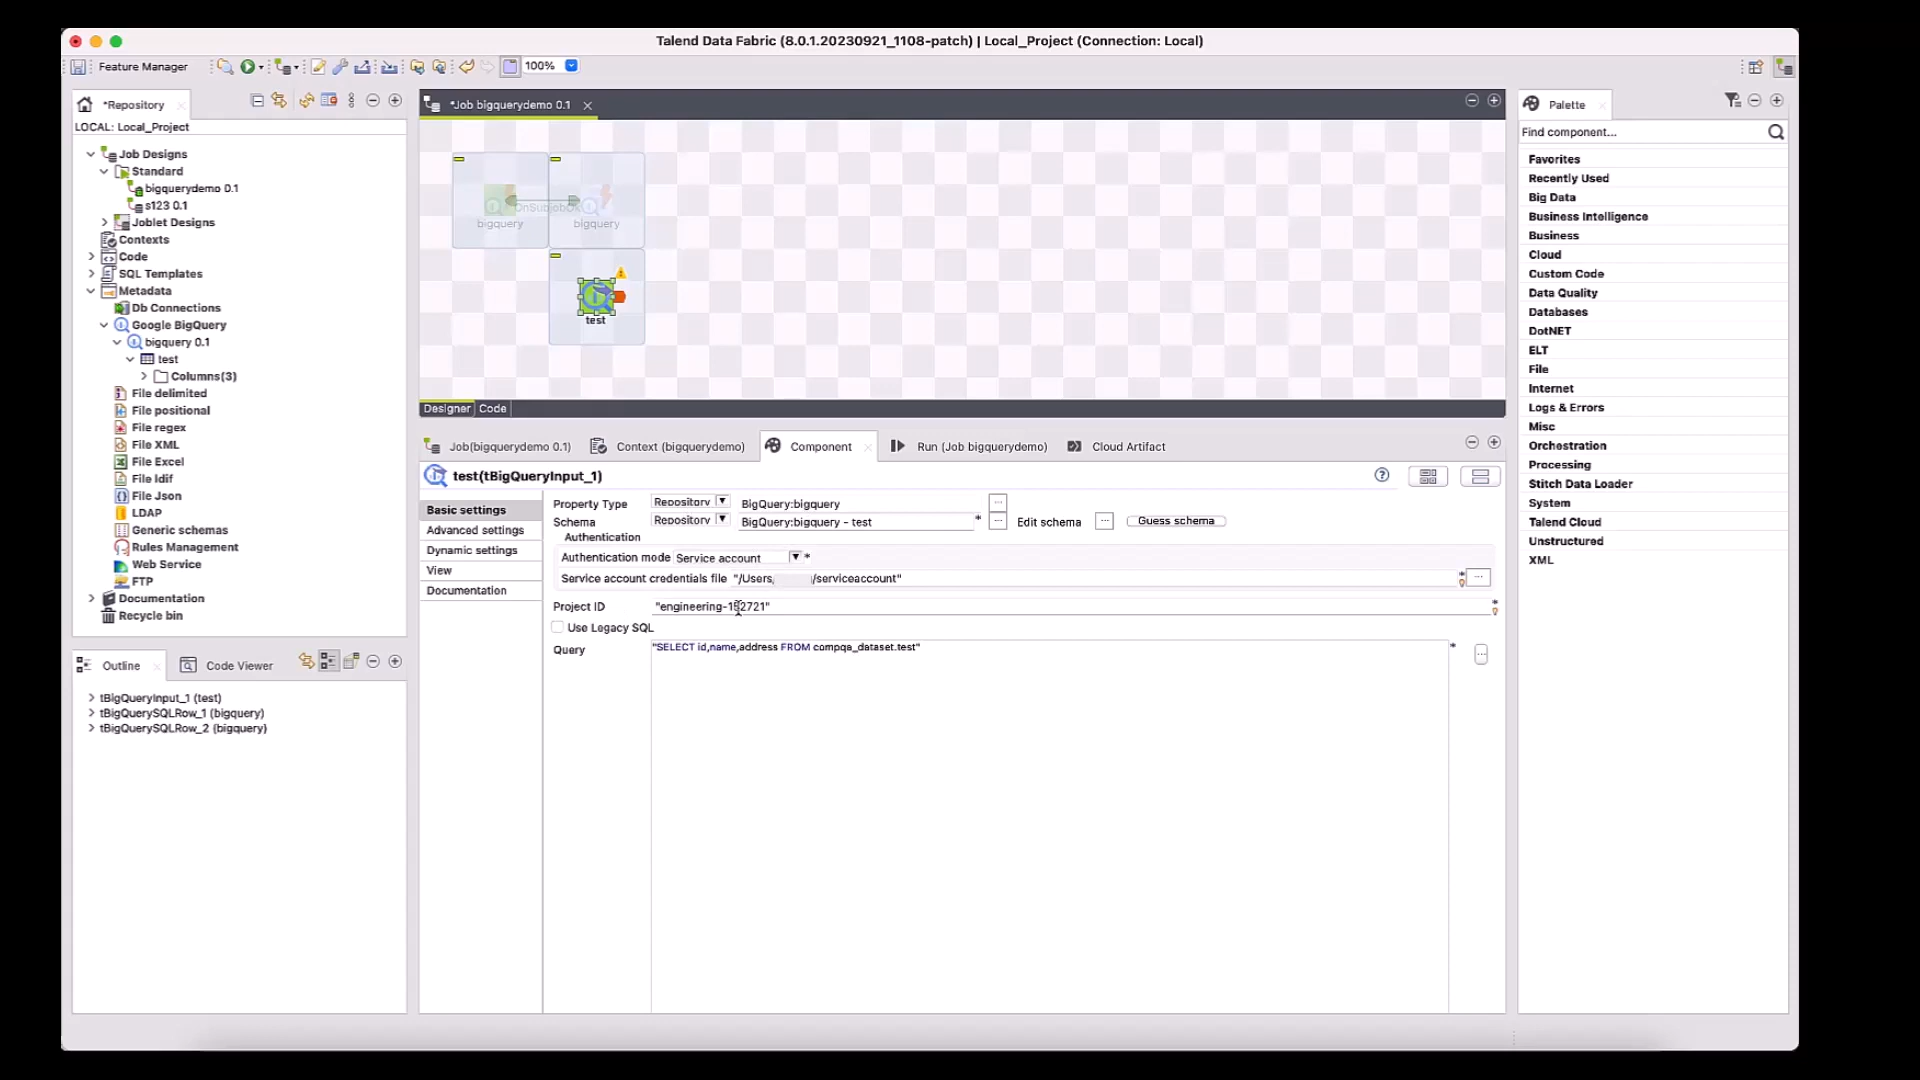 Talend Data Fabric (8.0.1.20230921_1108-patch) | Local_Project (Connection: Local)
Feature Manager
100%
*Repository
LOCAL: Local_Project
Job Designs
Standard
bigquerydemo 0.1
s123 0.1
Joblet Designs
Contexts
Code
SQL Templates
Metadata
Db Connections
Google BigQuery
bigquery 0.1
test
Columns(3)
File delimited
File positional
File regex
File XML
File Excel
File ldif
File Json
LDAP
Generic schemas
Rules Management
Web Service
FTP
Documentation
Recycle bin
Outline
Code Viewer
tBigQueryInput_1 (test)
tBigQuerySQLRow_1 (bigquery)
tBigQuerySQLRow_2 (bigquery)
*Job bigquerydemo 0.1
OnSubjobOk
bigquery
bigquery
test
Designer
Code
Job(bigquerydemo 0.1)
Context (bigquerydemo)
Component
Run (Job bigquerydemo)
Cloud Artifact
test(tBigQueryInput_1)
Basic settings
Advanced settings
Dynamic settings
View
Documentation
Property Type Repository BigQuery:bigquery ...
Schema Repository BigQuery:bigquery - test * ... Edit schema ... Guess schema
Authentication
Authentication mode Service account *
Service account credentials file "/Users/ /serviceaccount" * ...
Project ID "engineering-152721" *
Use Legacy SQL
Query "SELECT id,name,address FROM compqa_dataset.test" * ...
Palette
Find component...
Favorites
Recently Used
Big Data
Business Intelligence
Business
Cloud
Custom Code
Data Quality
Databases
DotNET
ELT
File
Internet
Logs & Errors
Misc
Orchestration
Processing
Stitch Data Loader
System
Talend Cloud
Unstructured
XML